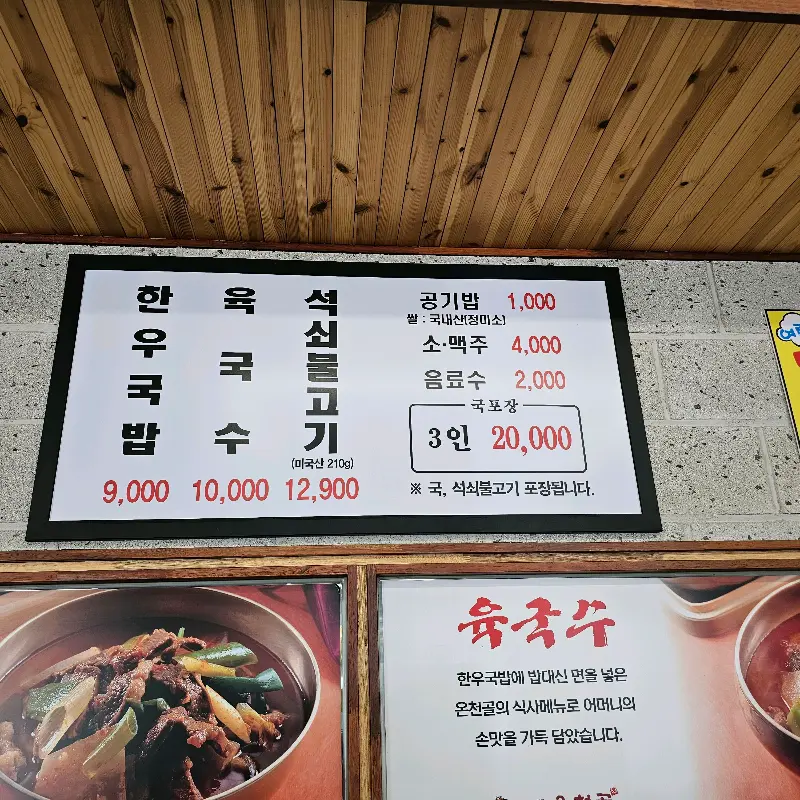 한우국밥
9,000
육국수
10,000
석쇠불고기
(미국산 210g)
12,900
공기밥 1,000
쌀 : 국내산(정미소)
소·맥주 4,000
음료수 2,000
국포장
3인 20,000
※ 국, 석쇠불고기 포장됩니다.
육국수
한우국밥에 밥대신 면을 넣은
온천골의 식사메뉴로 어머니의
손맛을 가득 담았습니다.